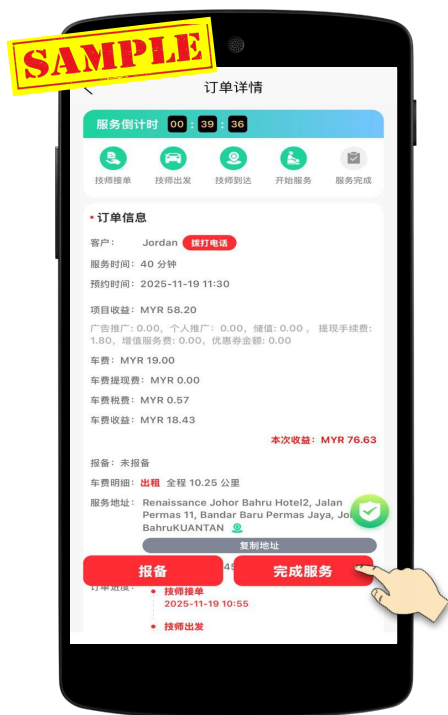 SAMPLE
订单详情
服务倒计时 00 : 39 : 36
技师接单 技师出发 技师到达 开始服务 服务完成
• 订单信息
客户： Jordan 拨打电话
服务时间： 40 分钟
预约时间： 2025-11-19 11:30
项目收益： MYR 58.20
广告推广: 0.00, 个人推广: 0.00, 储值: 0.00 , 提现手续费:
1.80, 增值服务费: 0.00, 优惠券金额: 0.00
车费： MYR 19.00
车费提现费： MYR 0.00
车费税费： MYR 0.57
车费收益： MYR 18.43
本次收益： MYR 76.63
报备： 未报备
车费明细： 出租 全程 10.25 公里
服务地址： Renaissance Johor Bahru Hotel2, Jalan
Permas 11, Bandar Baru Permas Jaya, Jo
BahruKUANTAN
复制地址
报备 完成服务
订单进度：
• 技师接单
2025-11-19 10:55
• 技师出发